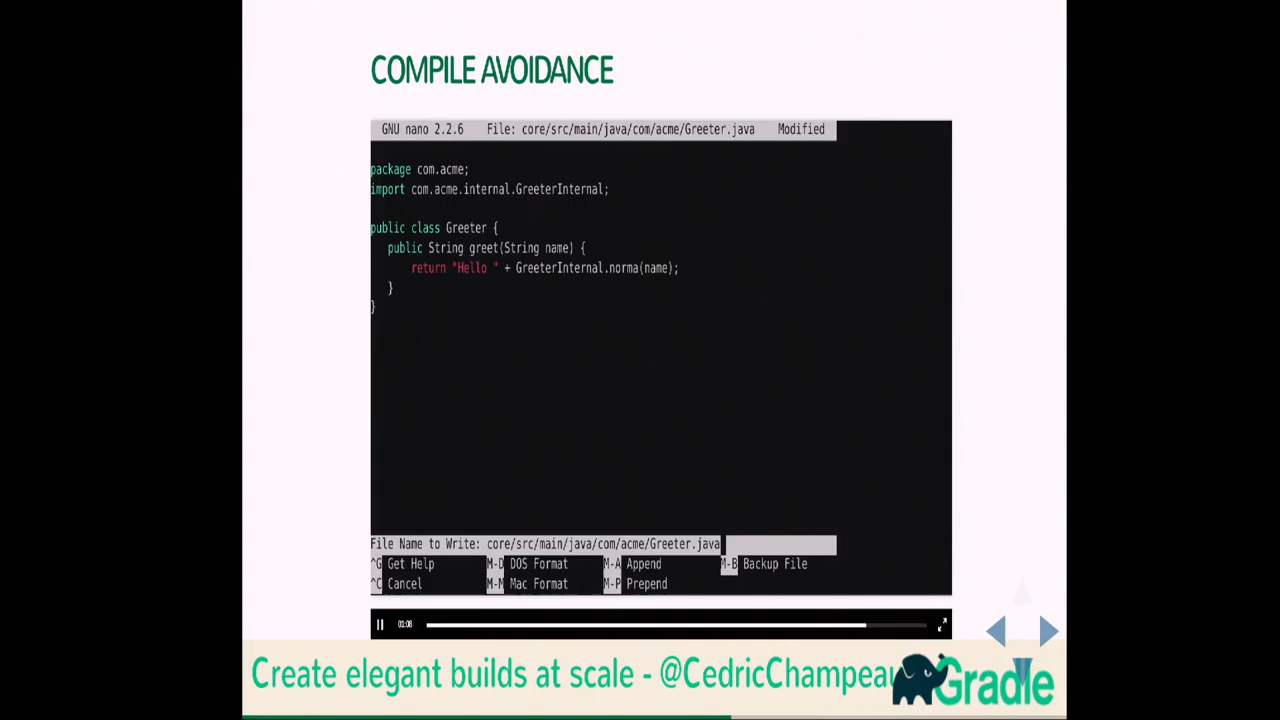 COMPILE AVOIDANCE
GNU nano 2.2.6 File: core/src/main/java/com/acme/Greeter.java Modified
package com.acme;
import com.acme.internal.GreeterInternal;
public class Greeter {
public String greet(String name) {
return "Hello " + GreeterInternal.norma(name);
}
}
File Name to Write: core/src/main/java/com/acme/Greeter.java
^G Get Help M-D DOS Format M-A Append M-B Backup File
^C Cancel M-M Mac Format M-P Prepend
01:08
Create elegant builds at scale - @CedricChampeau
Gradle